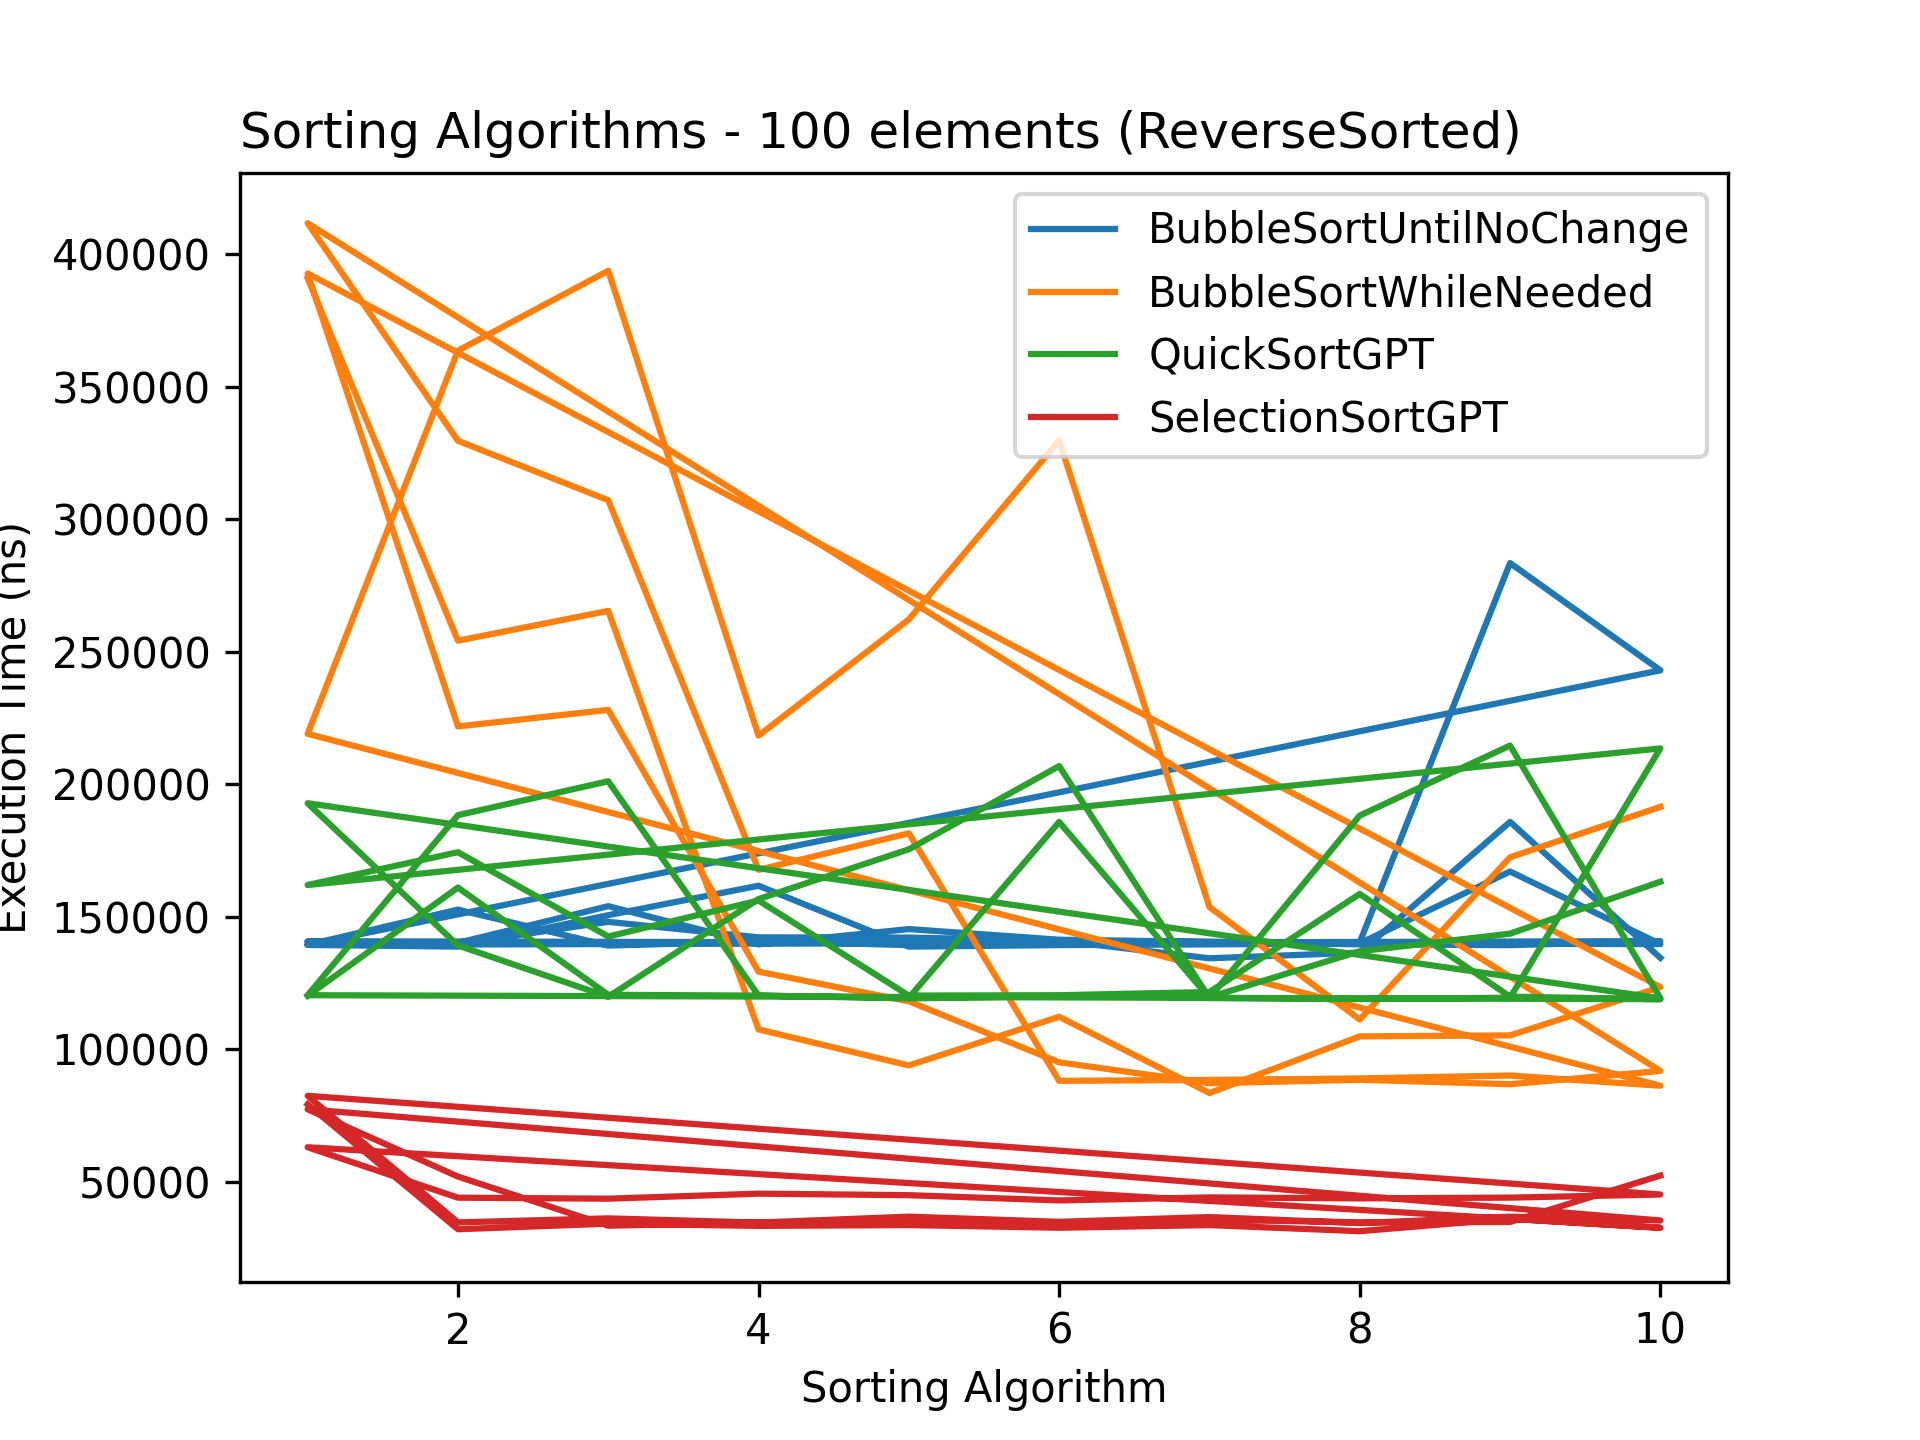 Sorting Algorithms - 100 elements (ReverseSorted)
BubbleSortUntilNoChange
BubbleSortWhileNeeded
QuickSortGPT
SelectionSortGPT
400000
350000
300000
250000
200000
150000
100000
50000
Execution Time (ns)
2 4 6 8 10
Sorting Algorithm